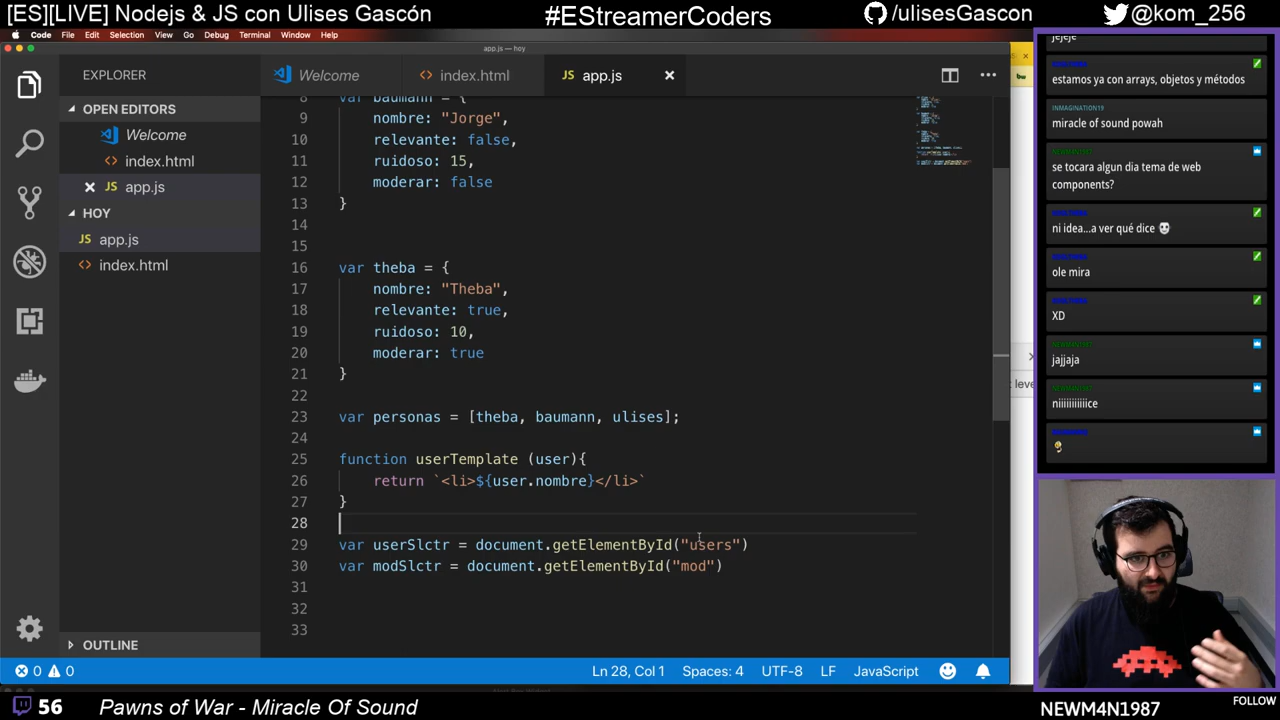 [ES][LIVE] Nodejs & JS con Ulises Gascón
#EStreamerCoders
/ulisesGascon
@kom_256
Code File Edit Selection View Go Debug Terminal Window Help
app.js — hoy
EXPLORER
OPEN EDITORS
Welcome
index.html
JS app.js
HOY
JS app.js
index.html
OUTLINE
Welcome
index.html
JS app.js
8 var baumann = {
9 nombre: "Jorge",
10 relevante: false,
11 ruidoso: 15,
12 moderar: false
13 }
14
15
16 var theba = {
17 nombre: "Theba",
18 relevante: true,
19 ruidoso: 10,
20 moderar: true
21 }
22
23 var personas = [theba, baumann, ulises];
24
25 function userTemplate (user){
26 return `<li>${user.nombre}</li>`
27 }
28
29 var userSlctr = document.getElementById("users")
30 var modSlctr = document.getElementById("mod")
31
32
33
0 0
Ln 28, Col 1
Spaces: 4
UTF-8
LF
JavaScript
t leve
jejeje
estamos ya con arrays, objetos y métodos
INMAGINATION19
miracle of sound powah
se tocara algun dia tema de web
components?
ni idea...a ver qué dice
ole mira
XD
NEWM4N1987
jajjaja
NEWM4N1987
niiiiiiiiiiice
56
Pawns of War - Miracle Of Sound
NEWM4N1987
FOLLOW